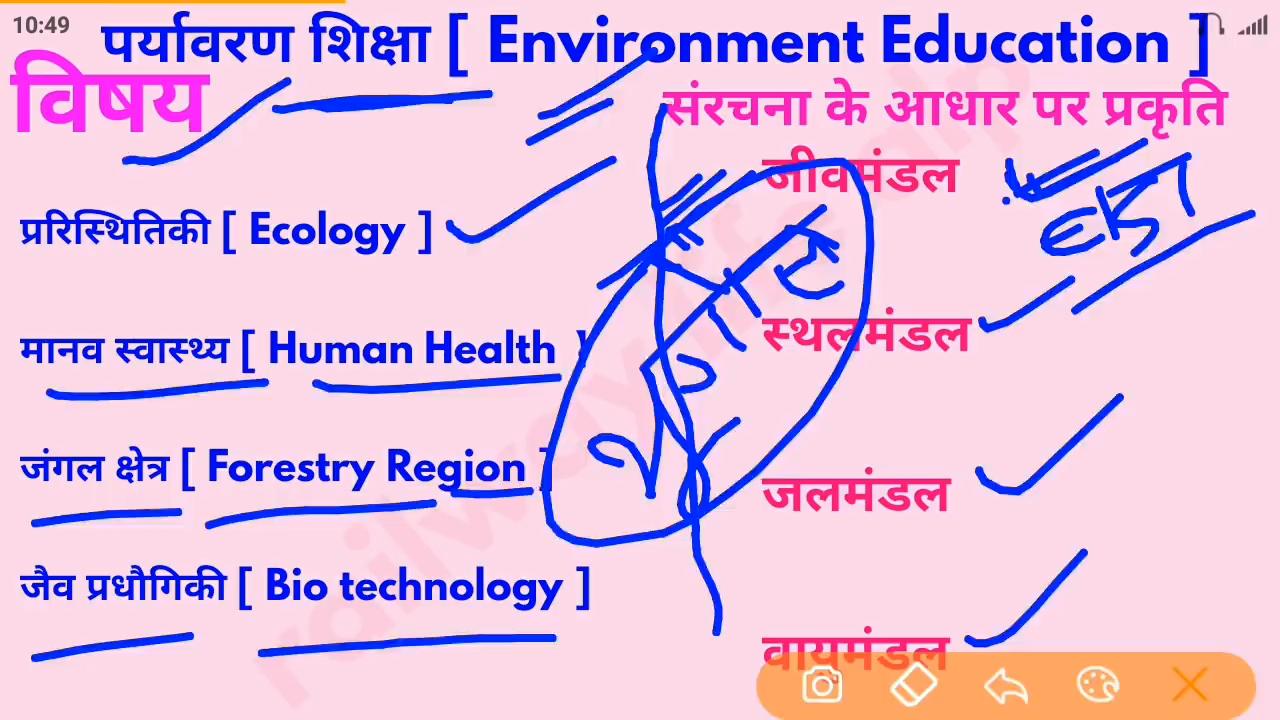 10:49
पर्यावरण शिक्षा [ Environment Education ]
विषय
संरचना के आधार पर प्रकृति
जीवमंडल
प्ररिस्थितिकी [ Ecology ]
स्थलमंडल
मानव स्वास्थ्य [ Human Health ]
जंगल क्षेत्र [ Forestry Region ]
जलमंडल
जैव प्रधौगिकी [ Bio technology ]
वायुमंडल